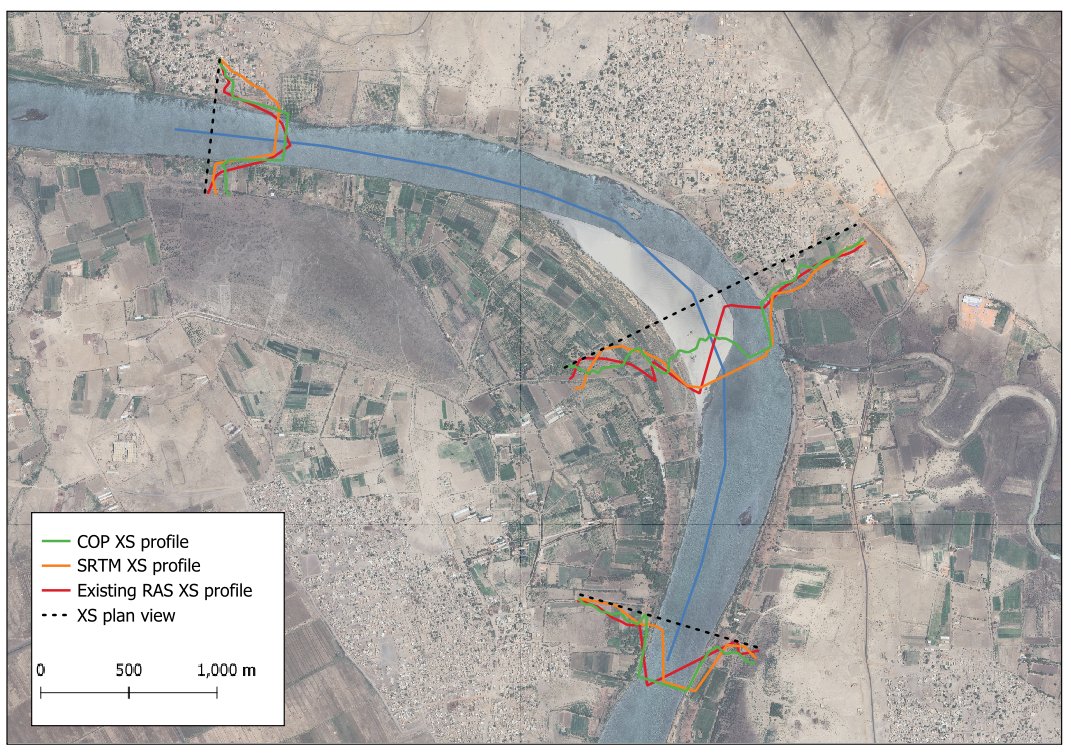 COP XS profile
SRTM XS profile
Existing RAS XS profile
XS plan view
0 500 1,000 m